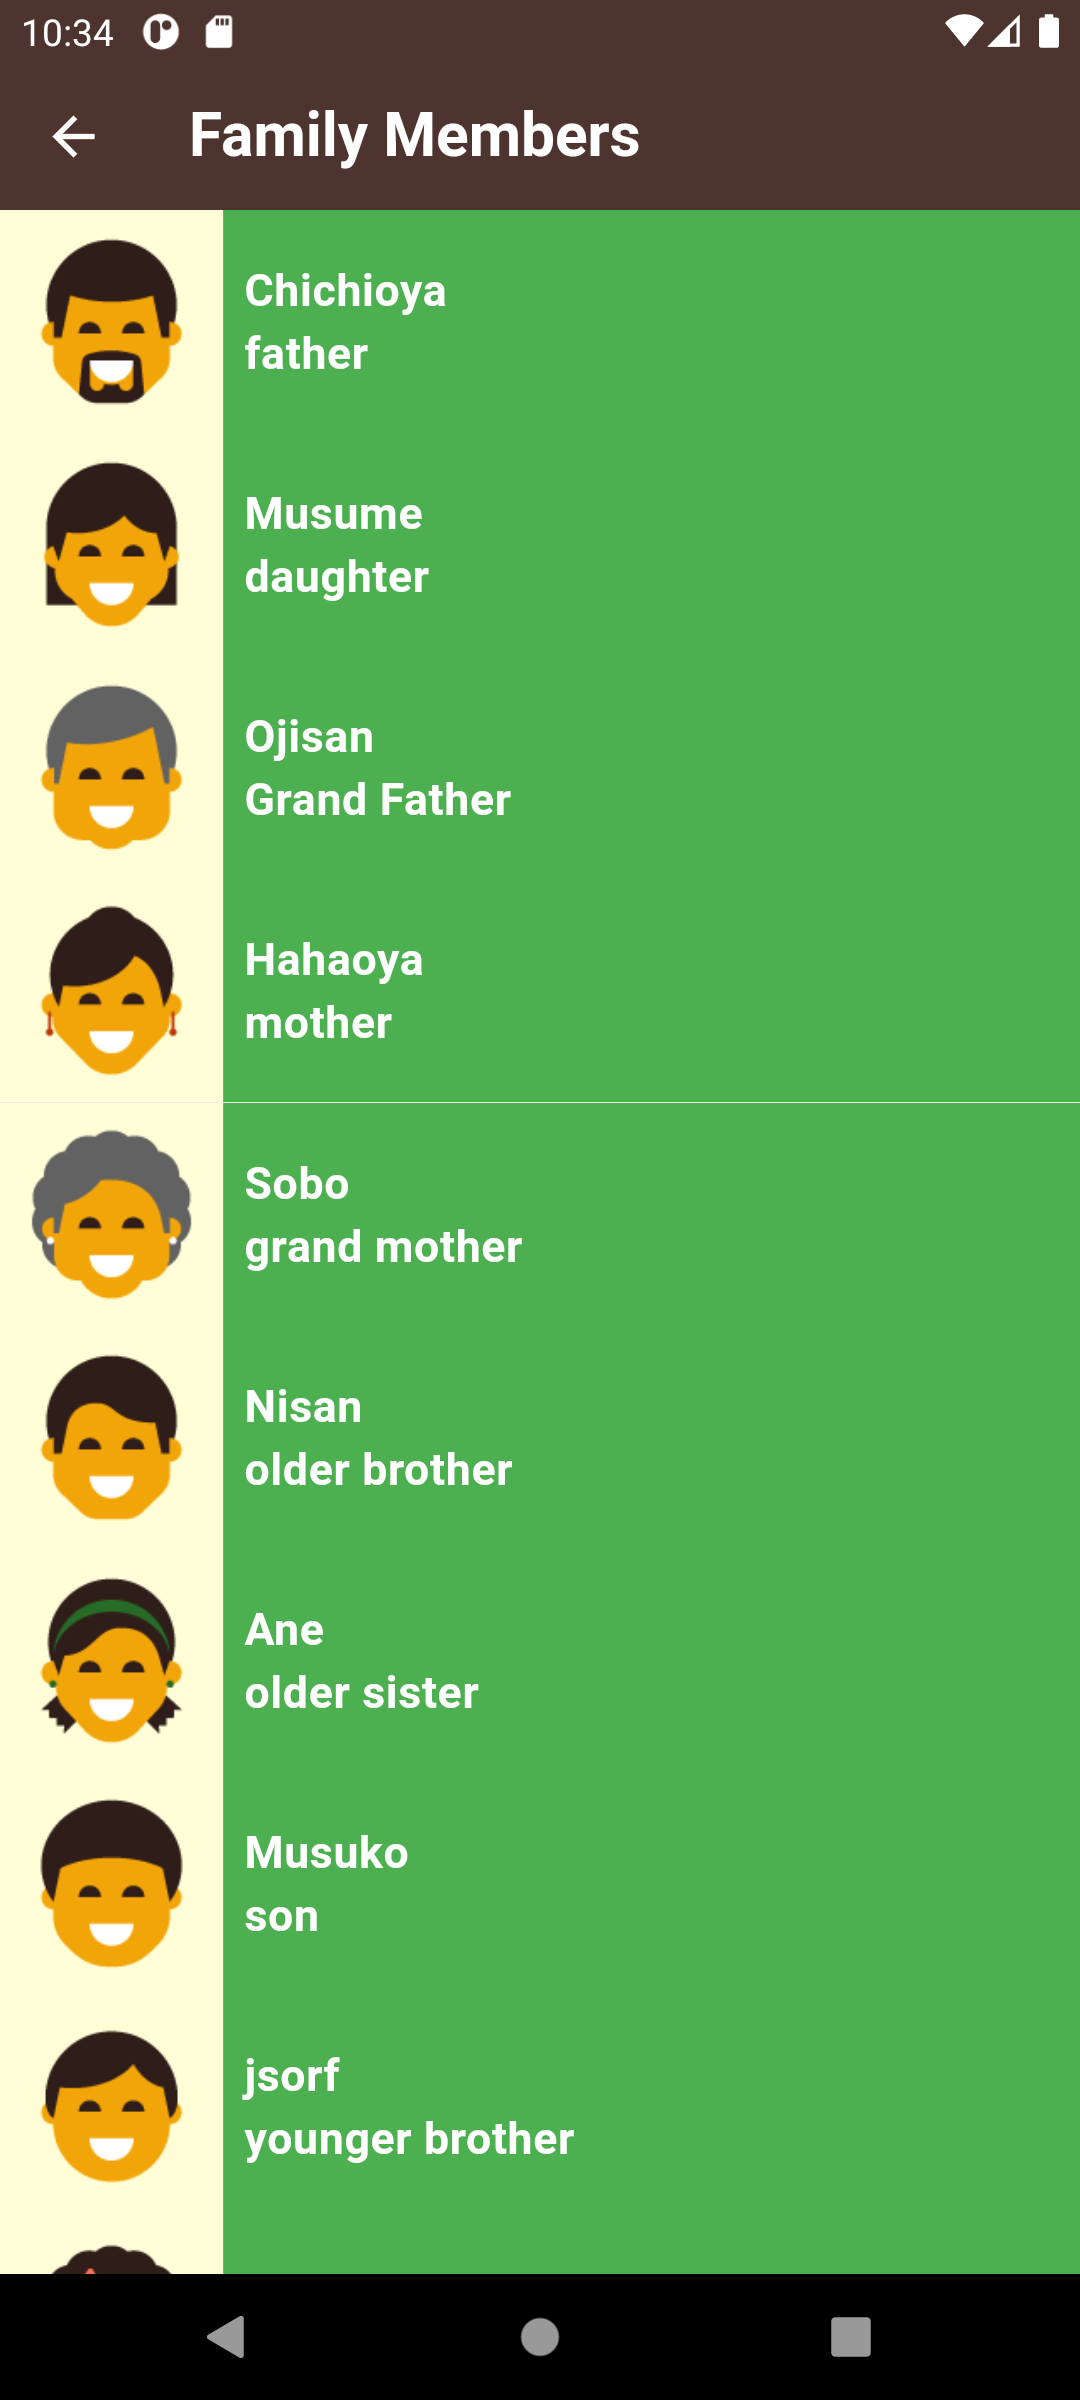 10:34
Family Members
Chichioya
father
Musume
daughter
Ojisan
Grand Father
Hahaoya
mother
Sobo
grand mother
Nisan
older brother
Ane
older sister
Musuko
son
jsorf
younger brother